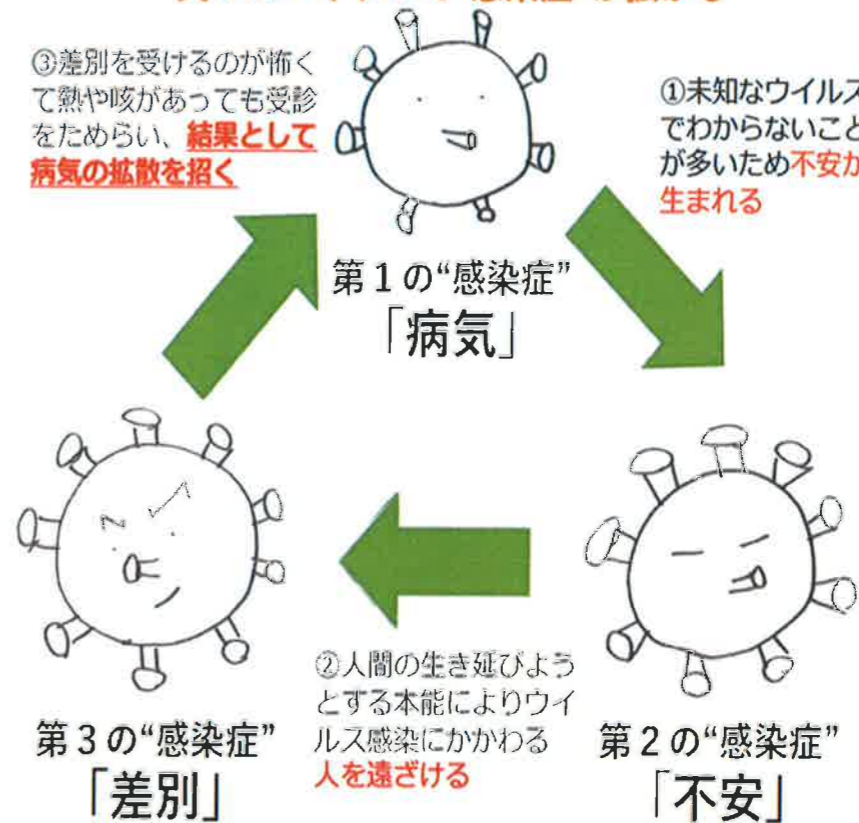 ③差別を受けるのが怖く
て熱や咳があっても受診
をためらい、結果として
病気の拡散を招く
①未知なウイルス
でわからないこと
が多いため不安が
生まれる
第1の“感染症”
「病気」
②人間の生き延びよう
とする本能によりウイ
ルス感染にかかわる
人を遠ざける
第3の“感染症”
「差別」
第2の“感染症”
「不安」